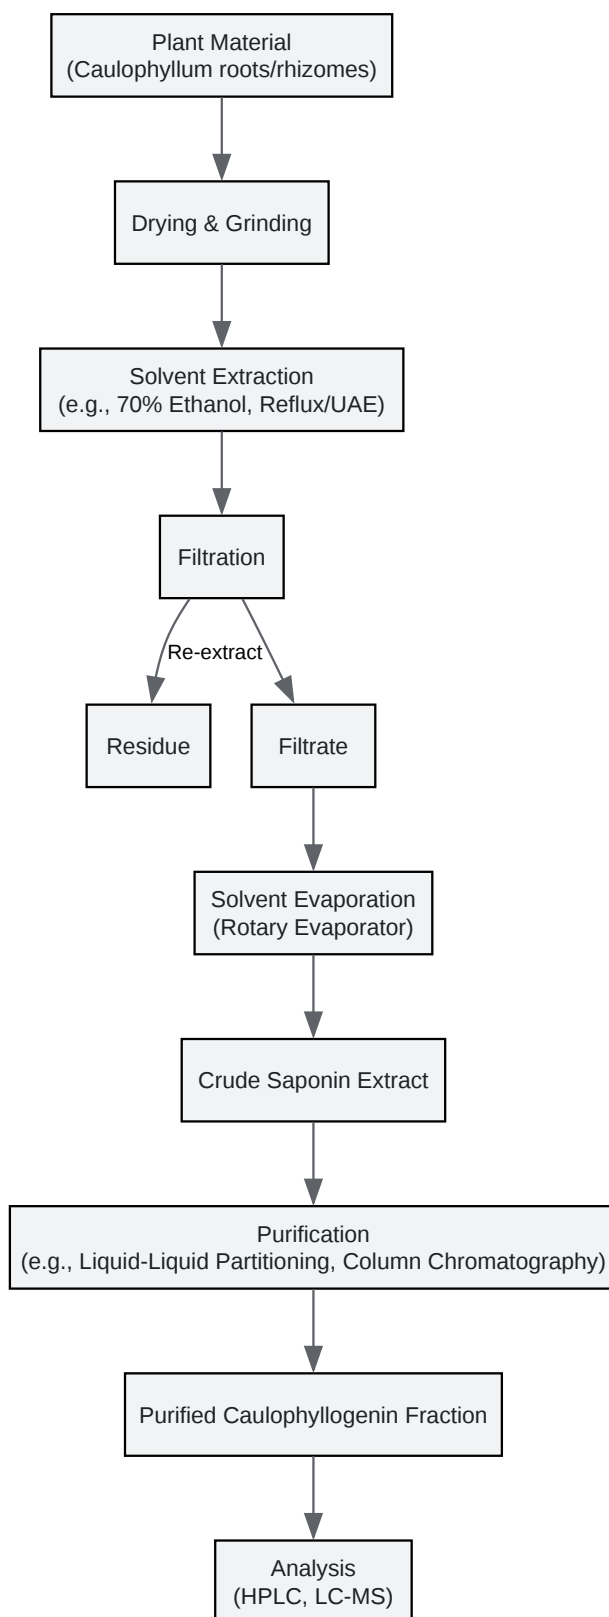 Plant Material
(Caulophyllum roots/rhizomes)
Drying & Grinding
Solvent Extraction
(e.g., 70% Ethanol, Reflux/UAE)
Filtration
Re-extract
Residue
Filtrate
Solvent Evaporation
(Rotary Evaporator)
Crude Saponin Extract
Purification
(e.g., Liquid-Liquid Partitioning, Column Chromatography)
Purified Caulophyllogenin Fraction
Analysis
(HPLC, LC-MS)